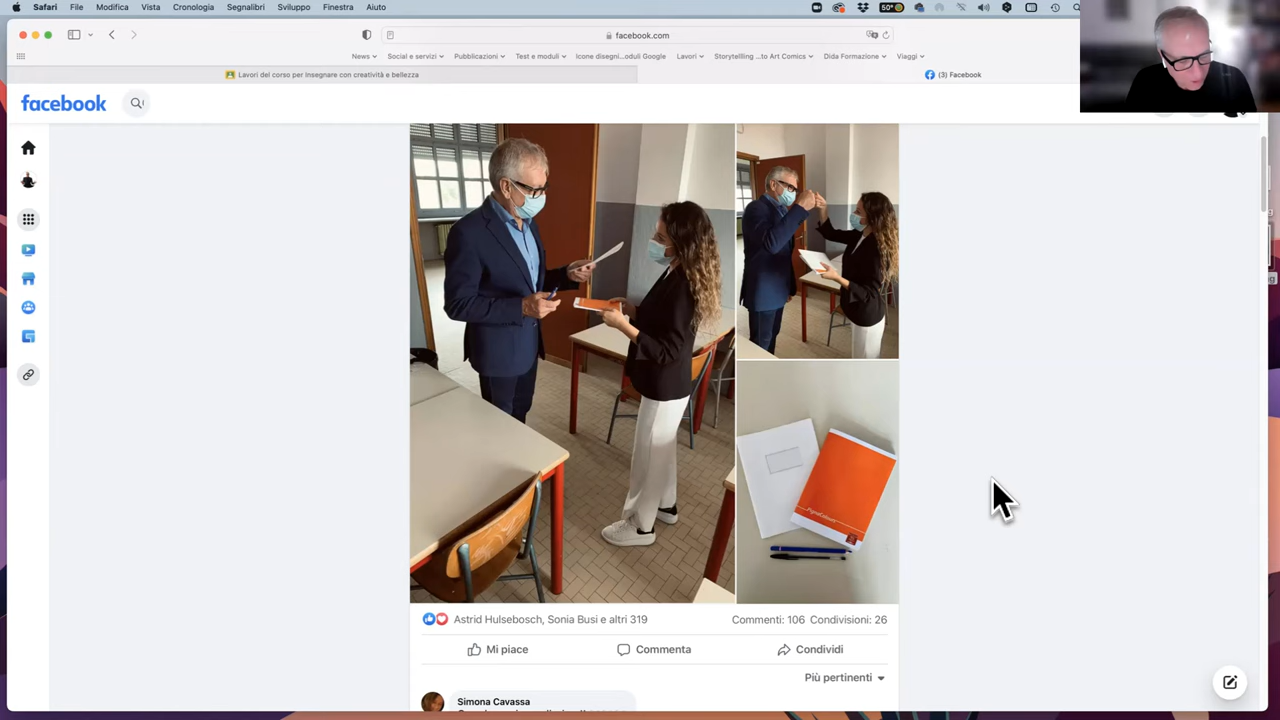 Safari File Modifica Vista Cronologia Segnalibri Sviluppo Finestra Aiuto
50°
facebook.com
News Social e servizi Pubblicazioni Test e moduli Icone disegni...oduli Google Lavori Storytellling ...to Art Comics Dida Formazione Viaggi
Lavori del corso per insegnare con creatività e bellezza
(3) Facebook
facebook
PignaColours
Astrid Hulsebosch, Sonia Busi e altri 319
Commenti: 106 Condivisioni: 26
Mi piace
Commenta
Condividi
Più pertinenti
Simona Cavassa